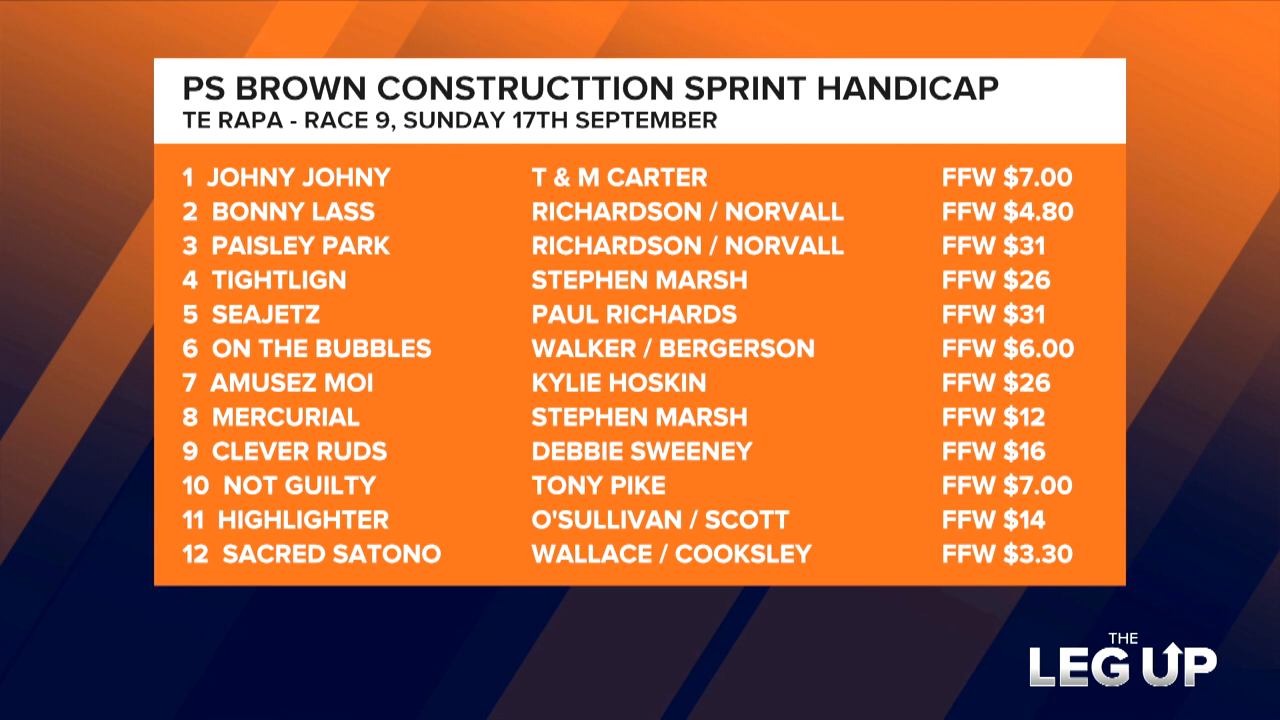 PS BROWN CONSTRUCTTION SPRINT HANDICAP
TE RAPA - RACE 9, SUNDAY 17TH SEPTEMBER
1 JOHNY JOHNY T & M CARTER FFW $7.00
2 BONNY LASS RICHARDSON / NORVALL FFW $4.80
3 PAISLEY PARK RICHARDSON / NORVALL FFW $31
4 TIGHTLIGN STEPHEN MARSH FFW $26
5 SEAJETZ PAUL RICHARDS FFW $31
6 ON THE BUBBLES WALKER / BERGERSON FFW $6.00
7 AMUSEZ MOI KYLIE HOSKIN FFW $26
8 MERCURIAL STEPHEN MARSH FFW $12
9 CLEVER RUDS DEBBIE SWEENEY FFW $16
10 NOT GUILTY TONY PIKE FFW $7.00
11 HIGHLIGHTER O'SULLIVAN / SCOTT FFW $14
12 SACRED SATONO WALLACE / COOKSLEY FFW $3.30
THE
LEG UP